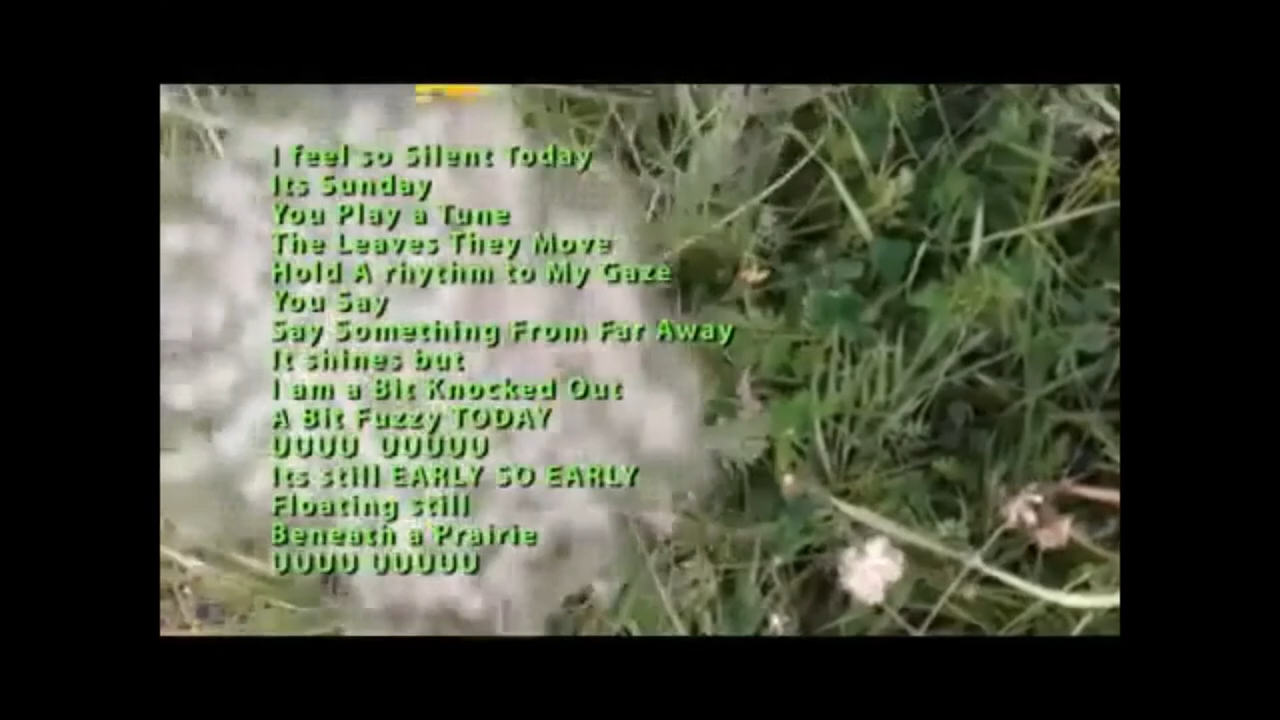 I feel so Silent Today
Its Sunday
You Play a Tune
The Leaves They Move
Hold A rhythm to My Gaze
You Say
Say Something From Far Away
It shines but
I am a Bit Knocked Out
A Bit Fuzzy TODAY
UUUU UUUUU
Its still EARLY SO EARLY
Floating still
Beneath a Prairie
UUUU UUUUU